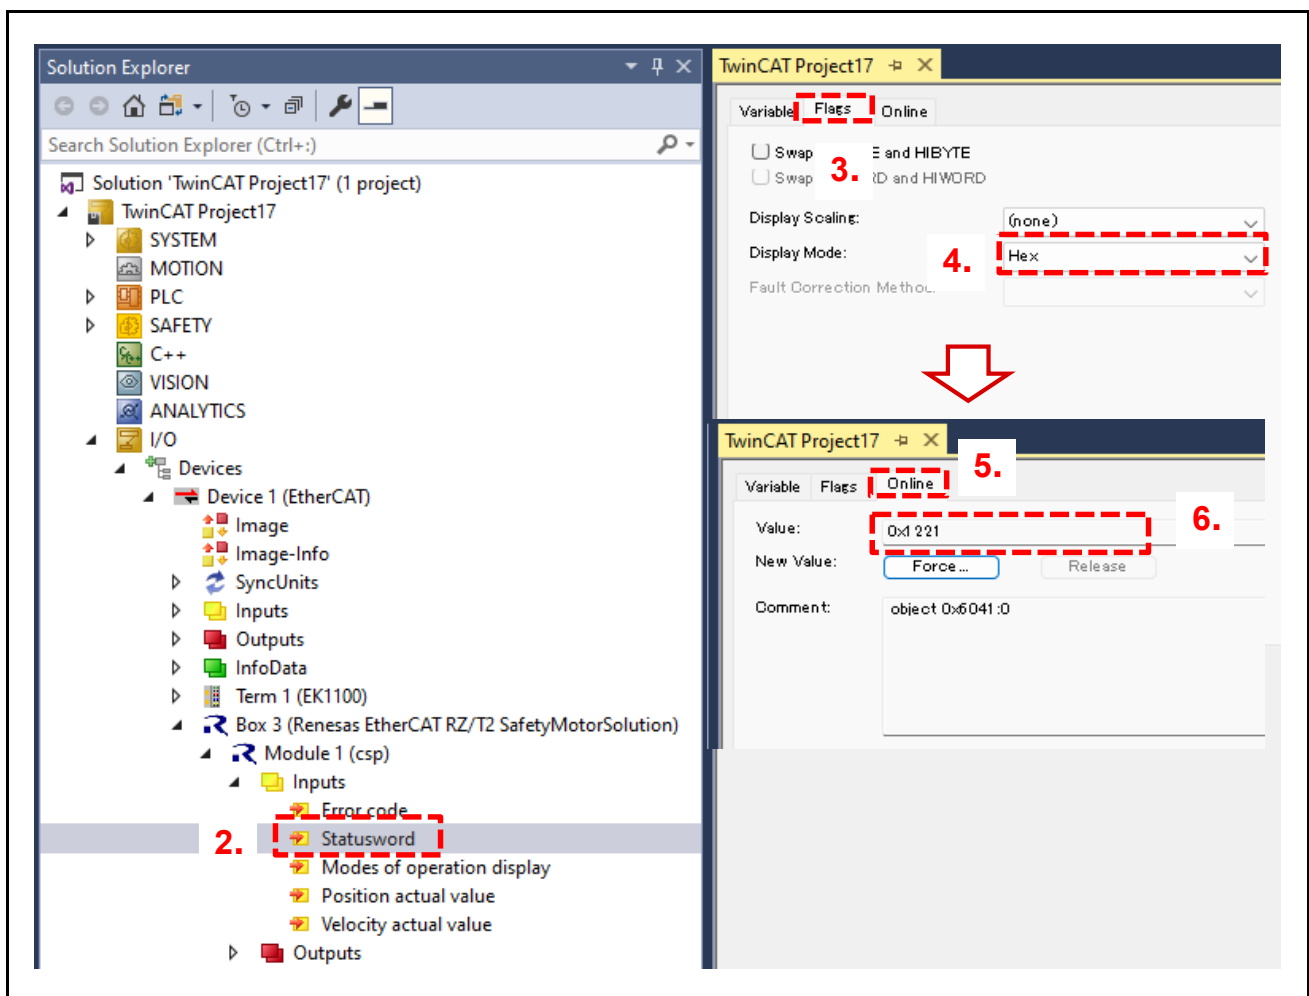 Solution Explorer
Search Solution Explorer (Ctrl+:)
Solution 'TwinCAT Project17' (1 project)
TwinCAT Project17
SYSTEM
MOTION
PLC
SAFETY
C++
VISION
ANALYTICS
I/O
Devices
Device 1 (EtherCAT)
Image
Image-Info
SyncUnits
Inputs
Outputs
InfoData
Term 1 (EK1100)
Box 3 (Renesas EtherCAT RZ/T2 SafetyMotorSolution)
Module 1 (csp)
Inputs
Error code
2.
Statusword
Modes of operation display
Position actual value
Velocity actual value
Outputs
TwinCAT Project17
Variable Flags Online
3.
Swap and HIBYTE
Swap and HIWORD
Display Scaling: (none)
Display Mode: 4. Hex
Fault Correction
TwinCAT Project17
5.
Variable Flags Online
6.
Value: 0x1221
New Value: Force... Release
Comment: object 0x6041:0